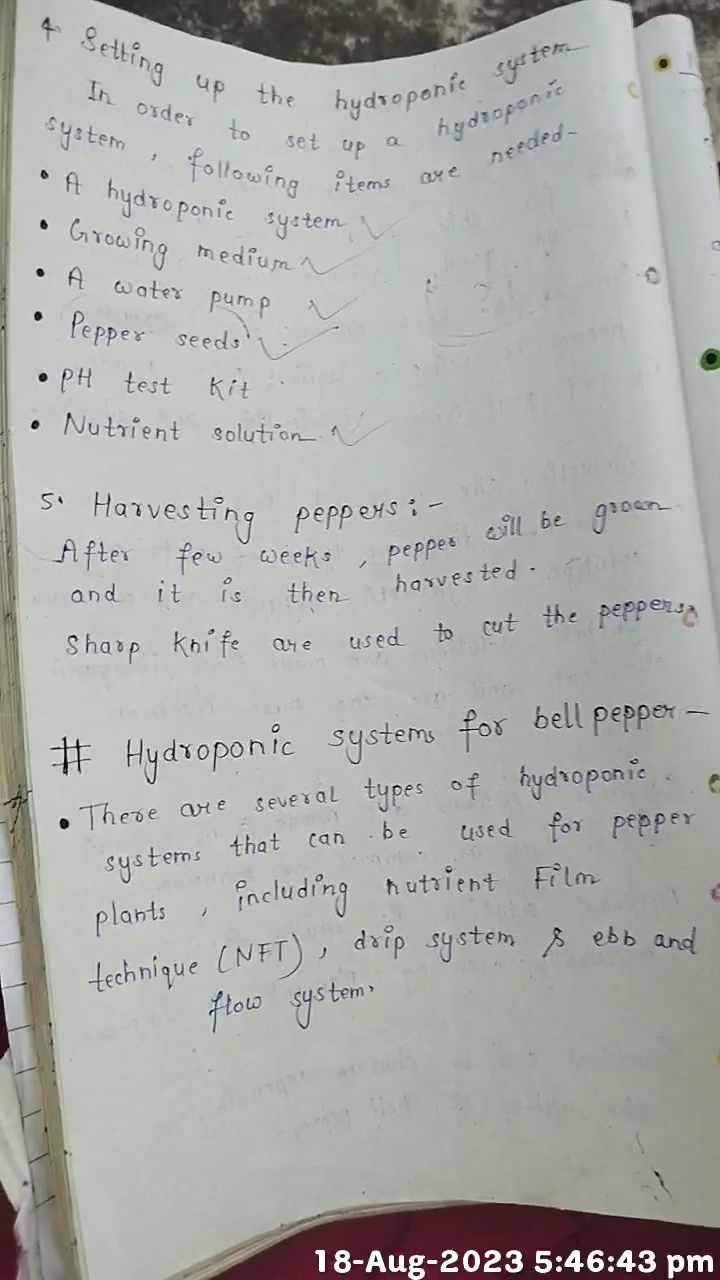 4 Setting up the hydroponic system
In order to set up a hydroponic
system, following items are needed-
• A hydroponic system
• Growing medium
• A water pump
• Pepper seeds
• PH test kit
• Nutrient solution
5. Harvesting peppers:-
After few weeks, pepper will be grown
and it is then harvested.
Sharp knife are used to cut the peppers.
# Hydroponic systems for bell pepper-
• There are several types of hydroponic
systems that can be used for pepper
plants, including nutrient Film
technique (NFT), drip system & ebb and
flow system.
18-Aug-2023 5:46:43 pm